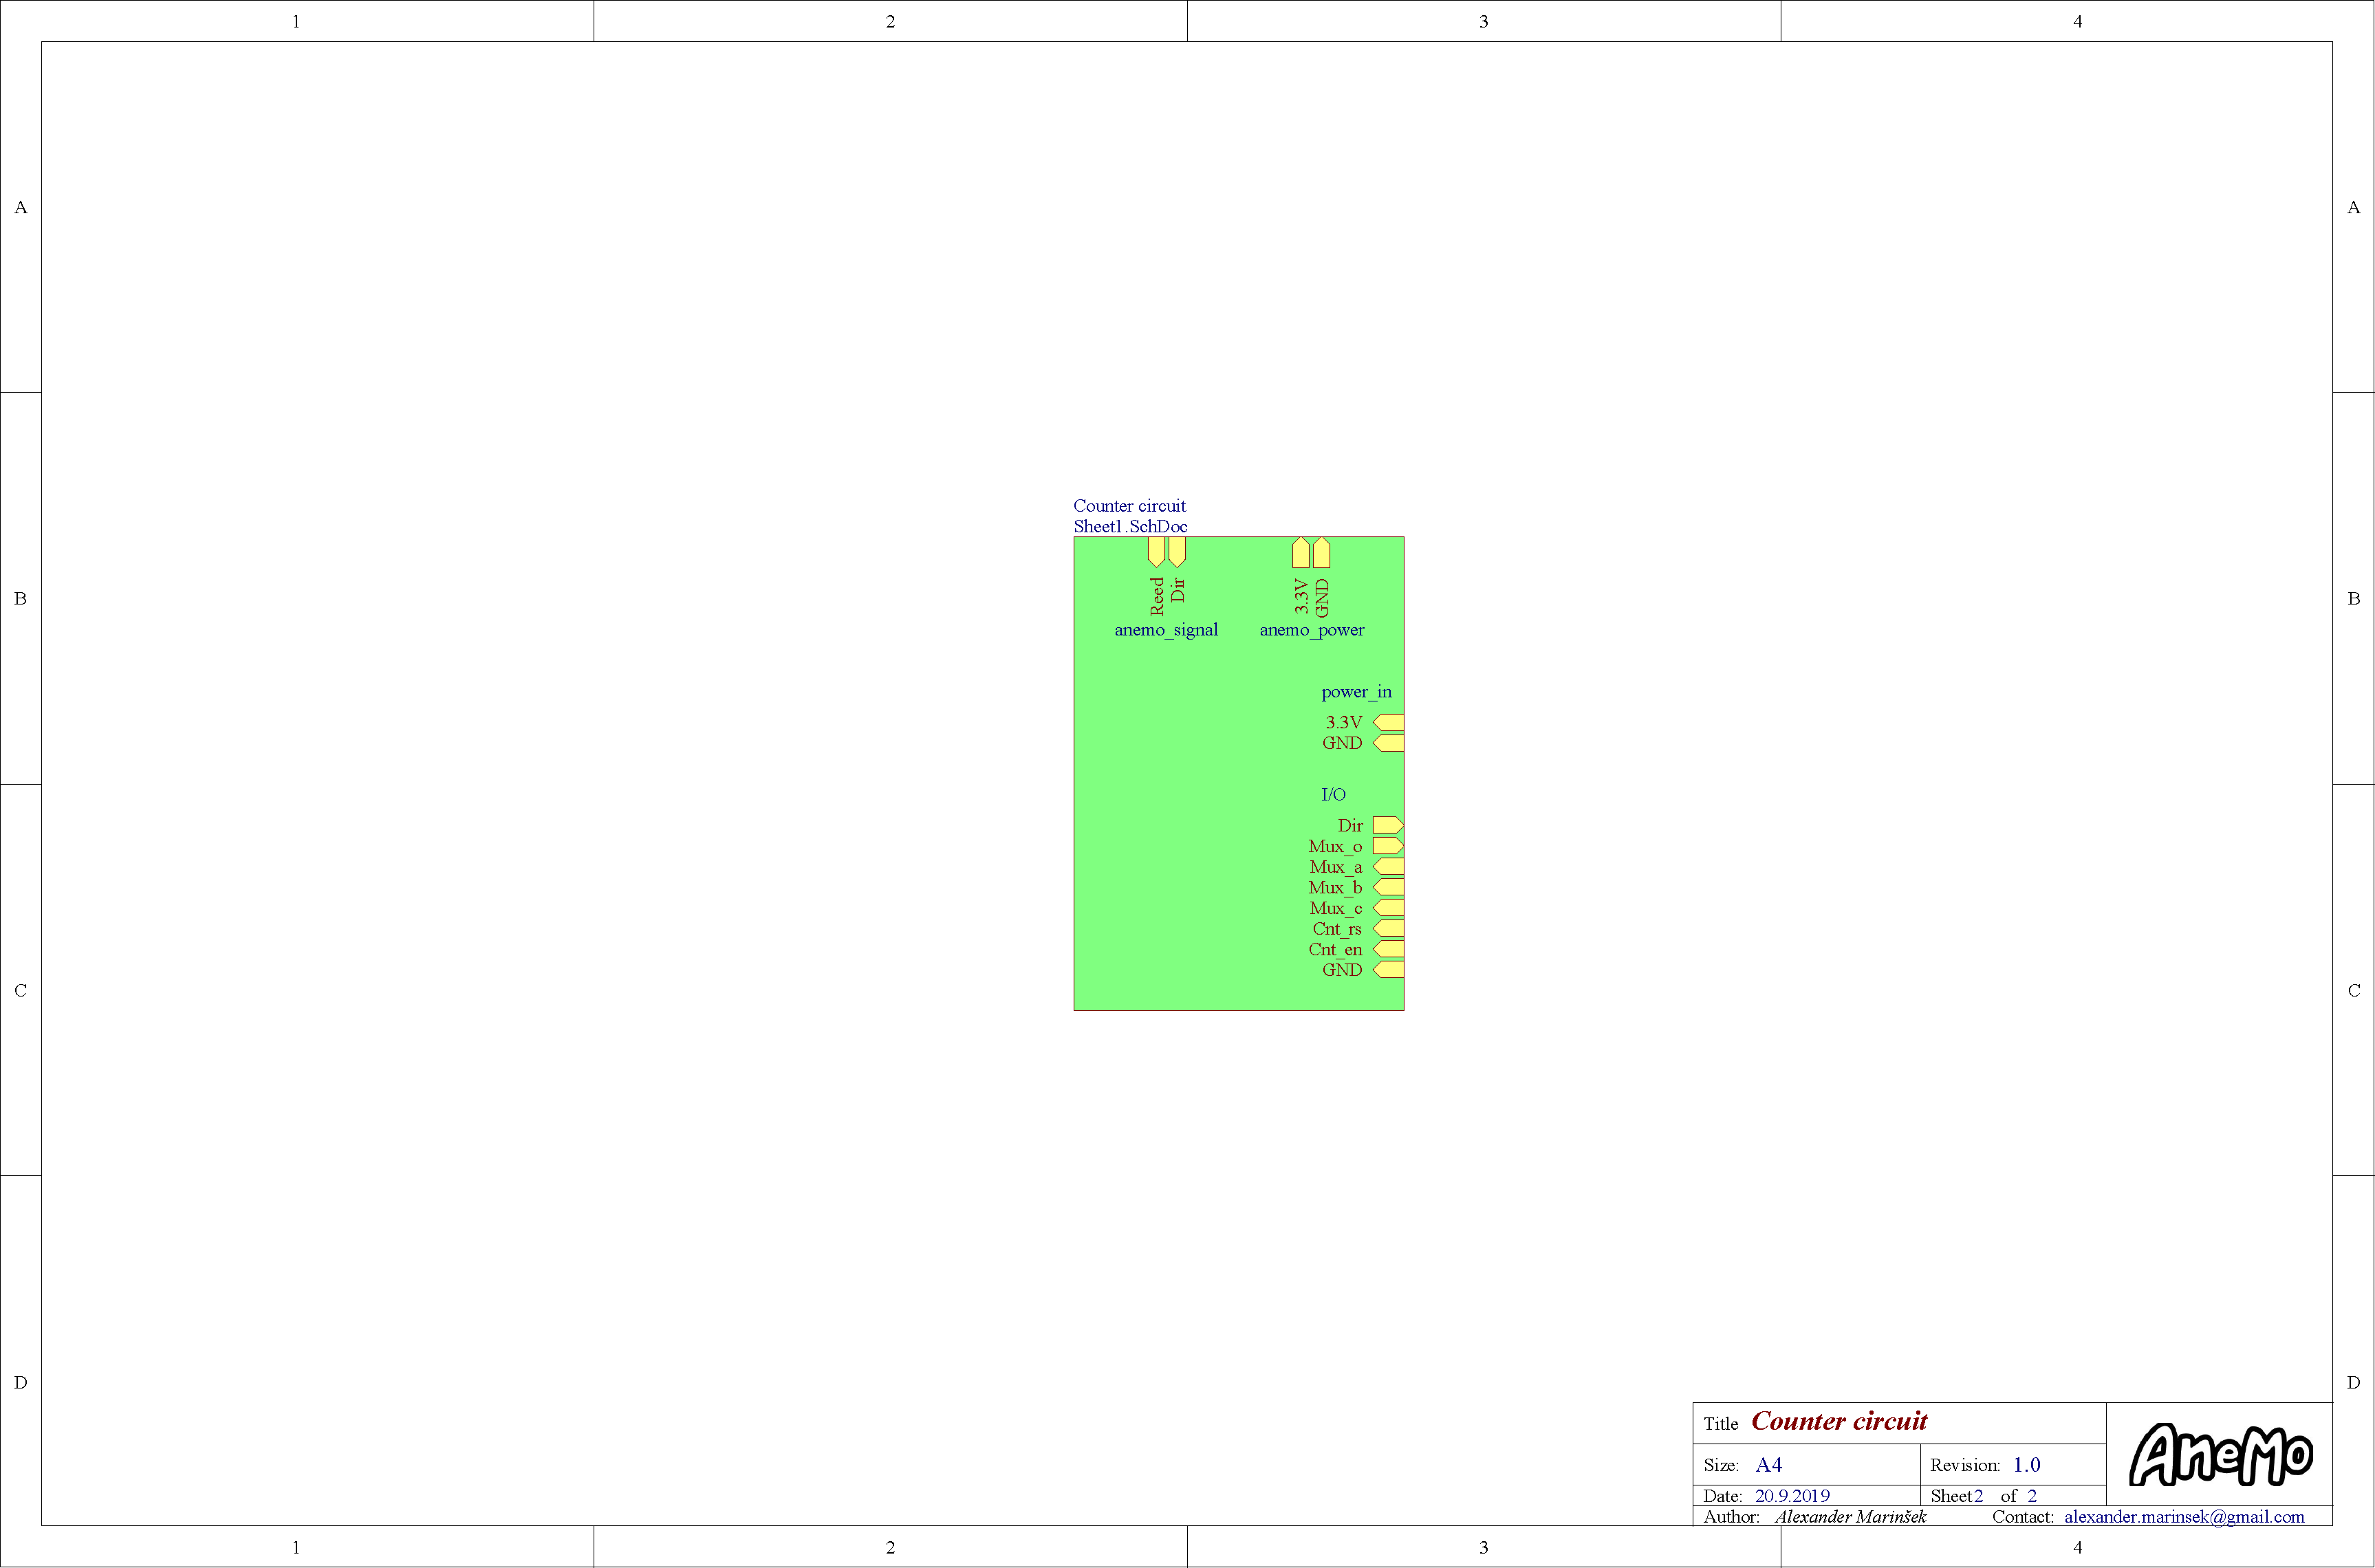 1 2 3 4
A A
Counter circuit
Sheet1.SchDoc
Reed Dir 3.3V GND
B B
anemo_signal anemo_power
power_in
3.3V
GND
I/O
Dir
Mux_o
Mux_a
Mux_b
Mux_c
Cnt_rs
Cnt_en
GND
C C
D D
Title Counter circuit
AneMo
Size: A4 Revision: 1.0
Date: 20.9.2019 Sheet2 of 2
Author: Alexander Marinšek Contact: alexander.marinsek@gmail.com
1 2 3 4